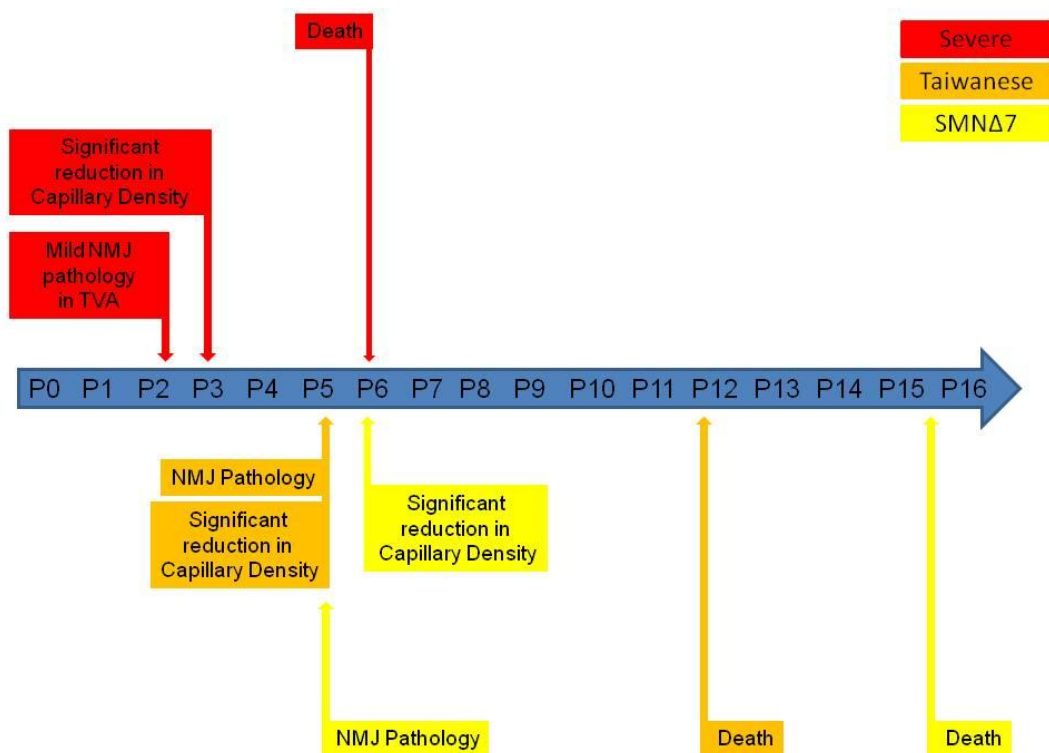 Death
Severe
Taiwanese
SMNΔ7
Significant
reduction in
Capillary Density
Mild NMJ
pathology
in TVA
P0 P1 P2 P3 P4 P5 P6 P7 P8 P9 P10 P11 P12 P13 P14 P15 P16
NMJ Pathology
Significant
reduction in
Capillary Density
Significant
reduction in
Capillary Density
NMJ Pathology
Death
Death